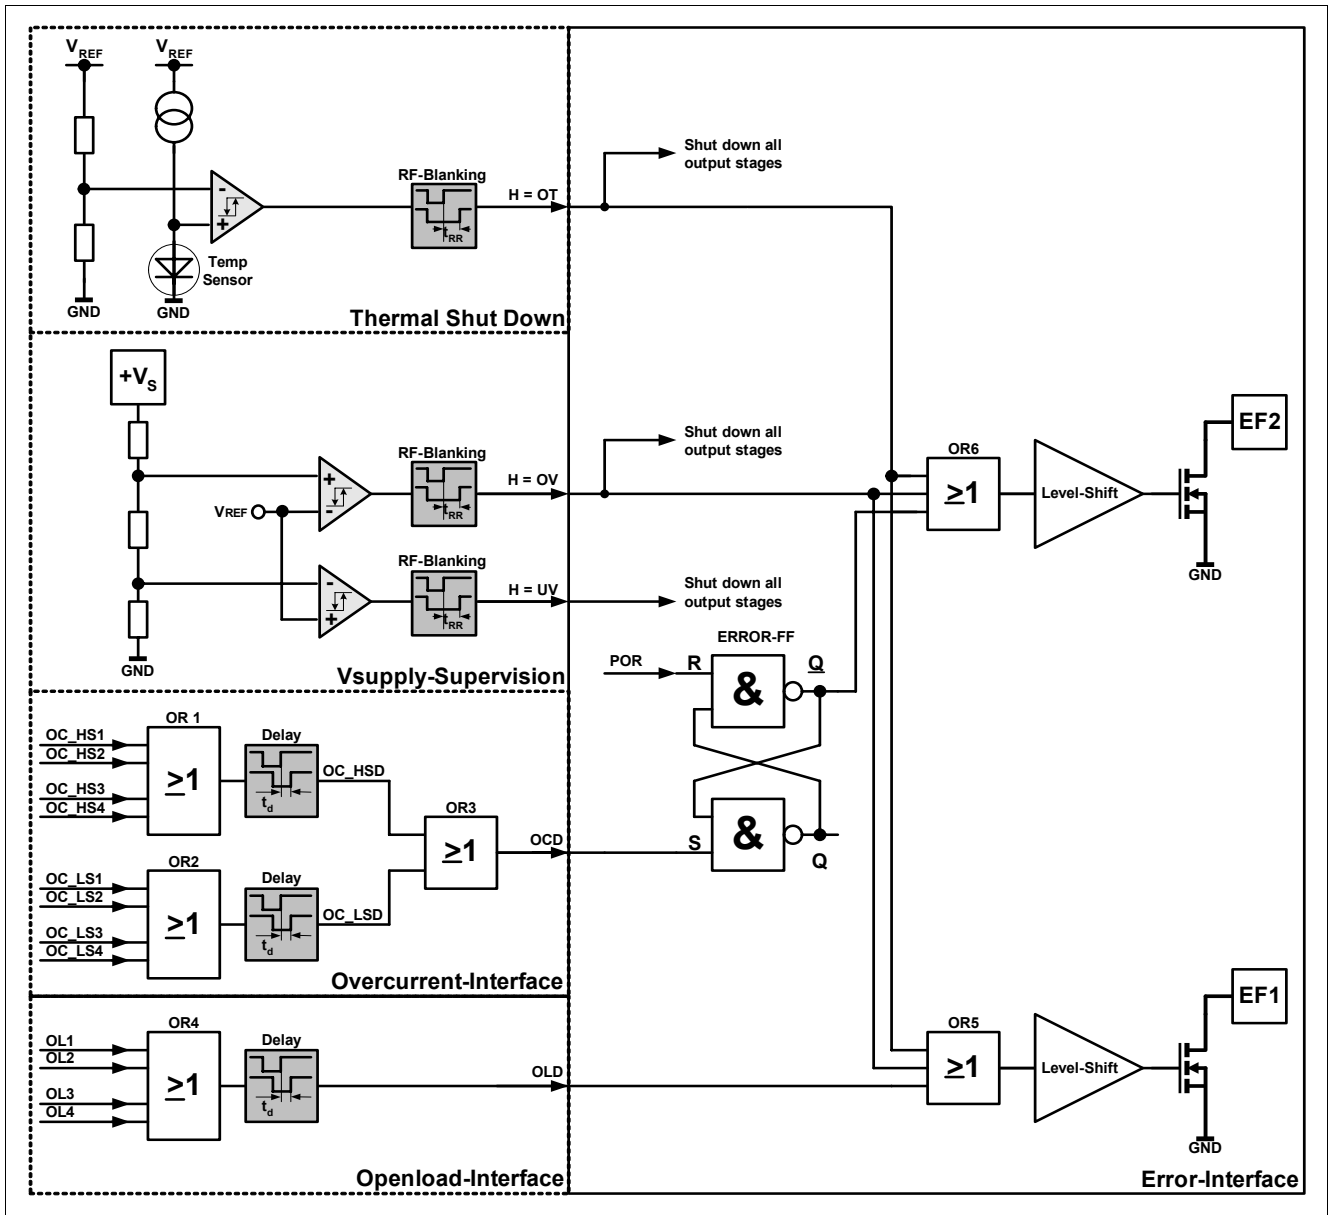 VREF
VREF
Shut down all
output stages
RF-Blanking
H = OT
-
+
tRR
Temp
Sensor
GND
GND
Thermal Shut Down
+VS
Shut down all
output stages
EF2
RF-Blanking
OR6
+
H = OV
≥1
Level-Shift
VREF
-
tRR
RF-Blanking
GND
-
H = UV
Shut down all
output stages
+
tRR
ERROR-FF
GND
POR
R
Q
Vsupply-Supervision
&
OR 1
OC_HS1
Delay
OC_HS2
OC_HSD
≥1
OC_HS3
td
OC_HS4
OR3
&
OCD
S
≥1
Q
OR2
OC_LS1
Delay
OC_LS2
OC_LSD
≥1
OC_LS3
td
OC_LS4
Overcurrent-Interface
EF1
OR4
OR5
OL1
Delay
OL2
≥1
Level-Shift
≥1
OLD
OL3
td
OL4
GND
Openload-Interface
Error-Interface